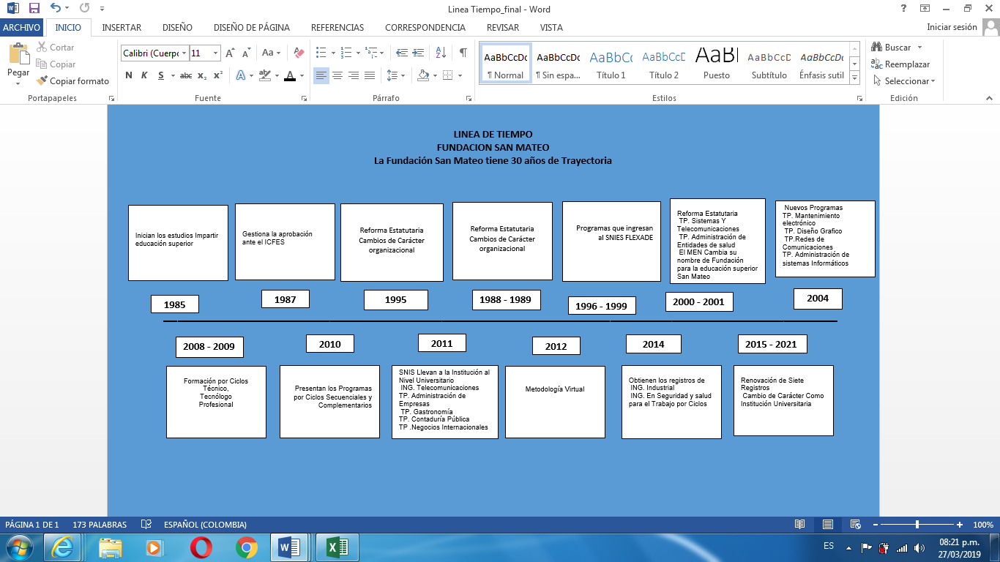 Linea Tiempo_final - Word
ARCHIVO INICIO INSERTAR DISEÑO DISEÑO DE PÁGINA REFERENCIAS CORRESPONDENCIA REVISAR VISTA Iniciar sesión
Pegar
Cortar
Copiar
Copiar formato
Portapapeles
Calibri (Cuerpo 11
Fuente
Párrafo
AaBbCcDc AaBbCcDc AaBbCc AaBbCcD AaBb AaBbCcD AaBbCcDc
¶ Normal ¶ Sin espa... Título 1 Título 2 Puesto Subtítulo Énfasis sutil
Estilos
Buscar
Reemplazar
Seleccionar
Edición
LINEA DE TIEMPO
FUNDACION SAN MATEO
La Fundación San Mateo tiene 30 años de Trayectoria
Inician los estudios Impartir
educación superior
Gestiona la aprobación
ante el ICFES
Reforma Estatutaria
Cambios de Carácter
organizacional
Reforma Estatutaria
Cambios de Carácter
organizacional
Programas que ingresan
al SNIES FLEXADE
Reforma Estatutaria
TP. Sistemas Y
Telecomunicaciones
TP. Administración de
Entidades de salud
El MEN Cambia su
nombre de Fundación
para la educación superior
San Mateo
Nuevos Programas
TP. Mantenimiento
electrónico
TP. Diseño Grafico
TP.Redes de
Comunicaciones
TP. Administración de
sistemas Informáticos
1985
1987
1995
1988 - 1989
1996 - 1999
2000 - 2001
2004
2008 - 2009
2010
2011
2012
2014
2015 - 2021
Formación por Ciclos
Técnico,
Tecnólogo
Profesional
Presentan los Programas
por Ciclos Secuenciales y
Complementarios
SNIS Llevan a la Institución al
Nivel Universitario
ING. Telecomunicaciones
TP. Administración de
Empresas
TP. Gastronomía
TP. Contaduría Pública
TP .Negocios Internacionales
Metodología Virtual
Obtienen los registros de
ING. Industrial
ING. En Seguridad y salud
para el Trabajo por Ciclos
Renovación de Siete
Registros
Cambio de Carácter Como
Institución Universitaria
PÁGINA 1 DE 1 173 PALABRAS ESPAÑOL (COLOMBIA) 100%
ES
08:21 p.m.
27/03/2019